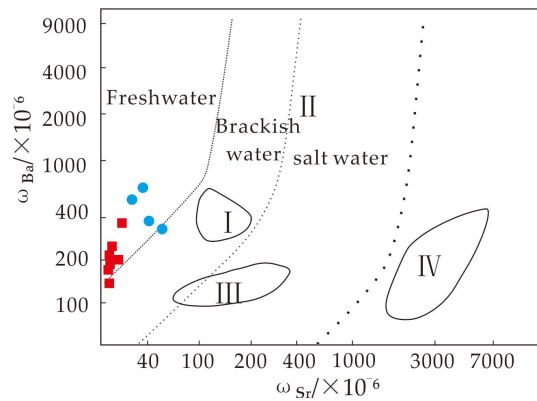 9000
4000
2000
1000
400
200
100
ω Ba/×10⁻⁶
Freshwater
Brackish
water
II
salt water
I
III
IV
40
100
200
400
1000
3000
7000
ω Sr/×10⁻⁶